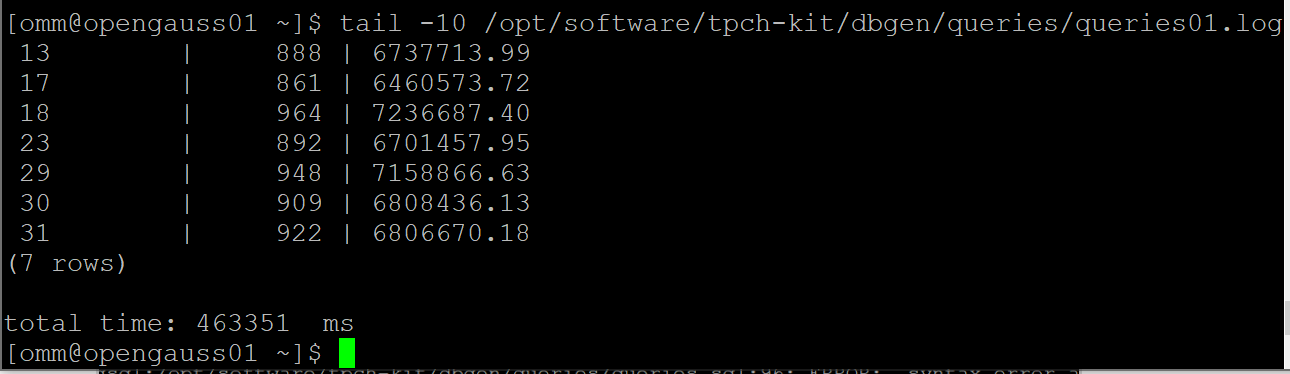 [omm@opengauss01 ~]$ tail -10 /opt/software/tpch-kit/dbgen/queries/queries01.log
13 | 888 | 6737713.99
17 | 861 | 6460573.72
18 | 964 | 7236687.40
23 | 892 | 6701457.95
29 | 948 | 7158866.63
30 | 909 | 6808436.13
31 | 922 | 6806670.18
(7 rows)
total time: 463351 ms
[omm@opengauss01 ~]$